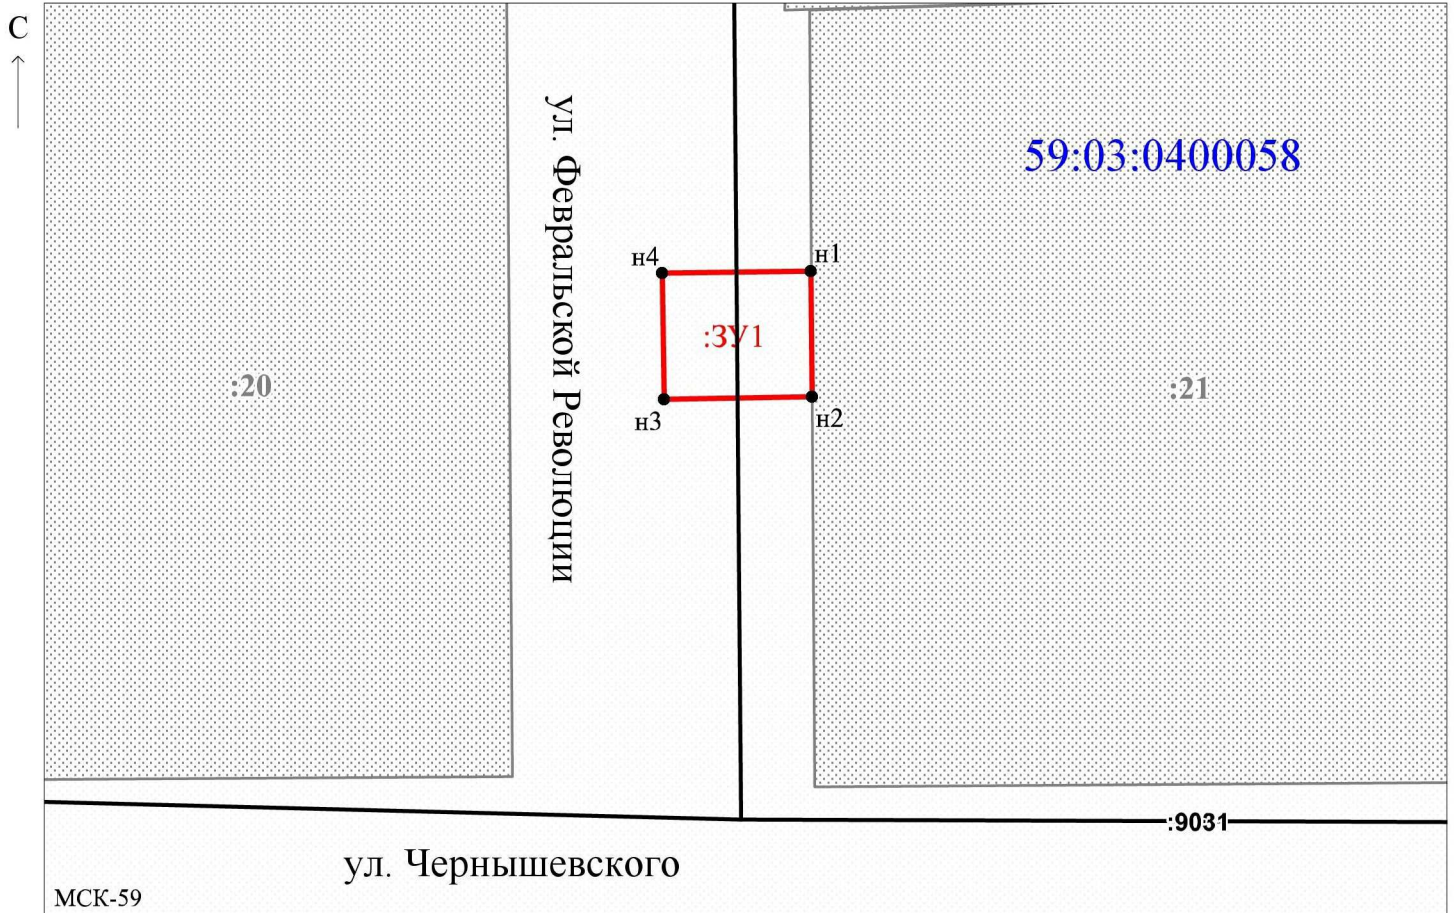 С
59:03:0400058
ул. Февральской Революции
н4
н1
:ЗУ1
:20
:21
н3
н2
:9031
ул. Чернышевского
МСК-59